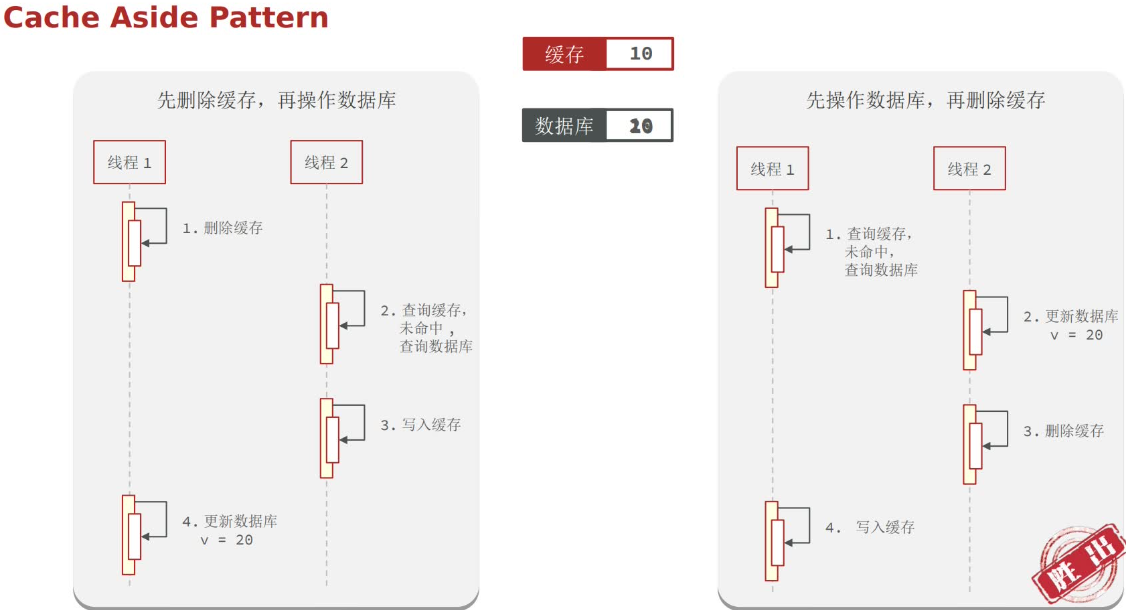 Cache Aside Pattern
缓存 10
数据库
先删除缓存，再操作数据库
线程 1
线程 2
1. 删除缓存
2. 查询缓存，
未命中，
查询数据库
3. 写入缓存
4. 更新数据库
v = 20
先操作数据库，再删除缓存
线程 1
线程 2
1. 查询缓存，
未命中，
查询数据库
2. 更新数据库
v = 20
3. 删除缓存
4. 写入缓存
胜出